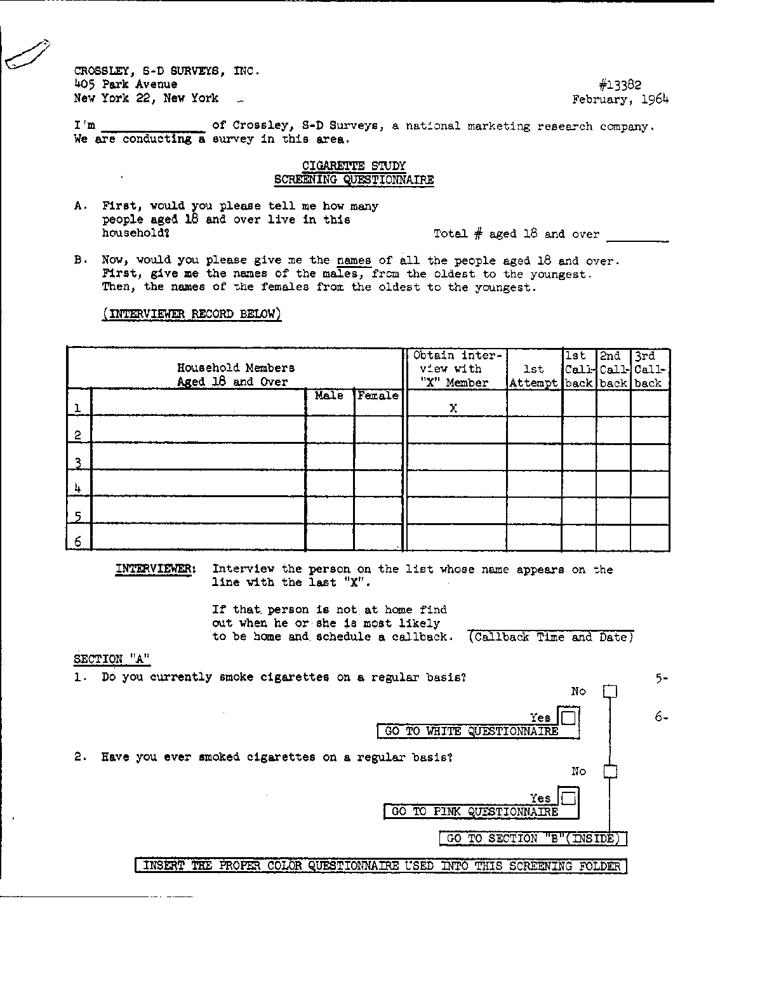 CROSSLEY, S-D SURVEYS, INC.
405 Park Avenue #13382
New York 22, New York February, 1964
I'm __________ of Crossley, S-D Surveys, a national marketing research company.
We are conducting a survey in this area.
CIGARETTE STUDY
SCREENING QUESTIONNAIRE
A. First, would you please tell me how many
people aged 18 and over live in this
household? Total # aged 18 and over ________
B. Now, would you please give me the names of all the people aged 18 and over.
First, give me the names of the males, from the oldest to the youngest.
Then, the names of the females from the oldest to the youngest.
(INTERVIEWER RECORD BELOW)
Obtain inter- 1st 2nd 3rd
Household Members view with 1st Call- Call- Call-
Aged 18 and Over "X" Member Attempt back back back
Male Female
1 X
2
3
4
5
6
INTERVIEWER: Interview the person on the list whose name appears on the
line with the last "X".
If that person is not at home find
out when he or she is most likely
to be home and schedule a callback. (Callback Time and Date)
SECTION "A"
1. Do you currently smoke cigarettes on a regular basis? 5-
No
Yes 6-
GO TO WHITE QUESTIONNAIRE
2. Have you ever smoked cigarettes on a regular basis?
No
Yes
GO TO PINK QUESTIONNAIRE
GO TO SECTION "B"(INSIDE)
INSERT THE PROPER COLOR QUESTIONNAIRE USED INTO THIS SCREENING FOLDER